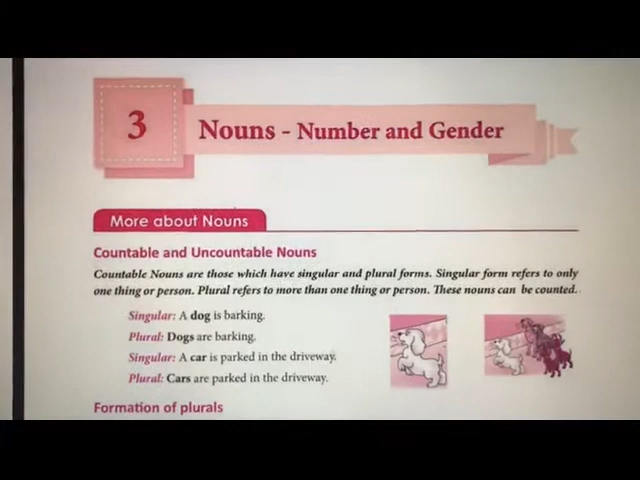 3
Nouns - Number and Gender
More about Nouns
Countable and Uncountable Nouns
Countable Nouns are those which have singular and plural forms. Singular form refers to only
one thing or person. Plural refers to more than one thing or person. These nouns can be counted.
Singular: A dog is barking.
Plural: Dogs are barking.
Singular: A car is parked in the driveway.
Plural: Cars are parked in the driveway.
Formation of plurals